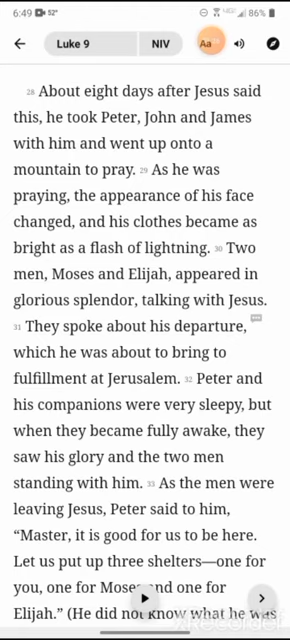 6:49 52° 86%
Luke 9 NIV Aa
28 About eight days after Jesus said
this, he took Peter, John and James
with him and went up onto a
mountain to pray. 29 As he was
praying, the appearance of his face
changed, and his clothes became as
bright as a flash of lightning. 30 Two
men, Moses and Elijah, appeared in
glorious splendor, talking with Jesus.
31 They spoke about his departure,
which he was about to bring to
fulfillment at Jerusalem. 32 Peter and
his companions were very sleepy, but
when they became fully awake, they
saw his glory and the two men
standing with him. 33 As the men were
leaving Jesus, Peter said to him,
“Master, it is good for us to be here.
Let us put up three shelters—one for
you, one for Moses and one for
Elijah.” (He did not know what he was